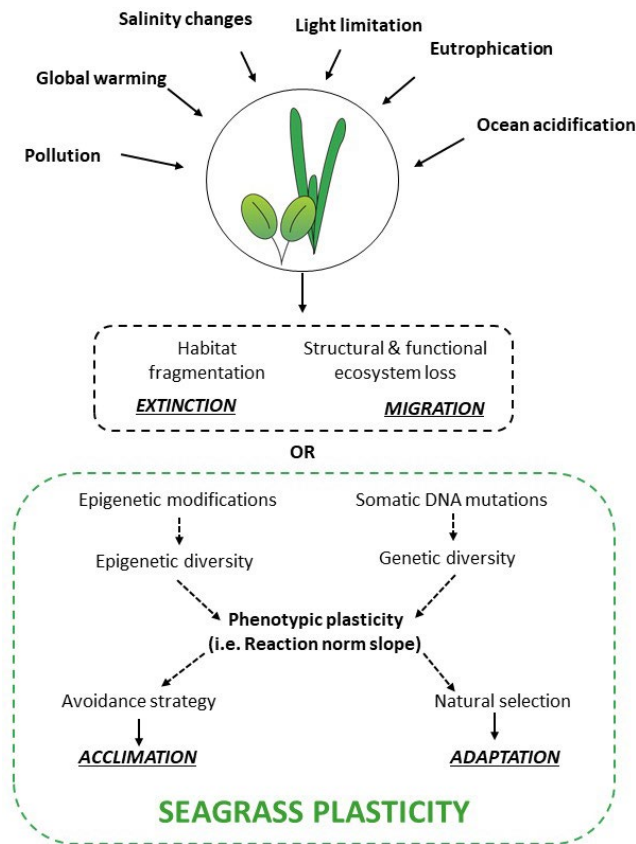 Salinity changes
Light limitation
Eutrophication
Global warming
Ocean acidification
Pollution
Habitat
fragmentation
EXTINCTION
Structural & functional
ecosystem loss
MIGRATION
OR
Epigenetic modifications
Somatic DNA mutations
Epigenetic diversity
Genetic diversity
Phenotypic plasticity
(i.e. Reaction norm slope)
Avoidance strategy
Natural selection
ACCLIMATION
ADAPTATION
SEAGRASS PLASTICITY